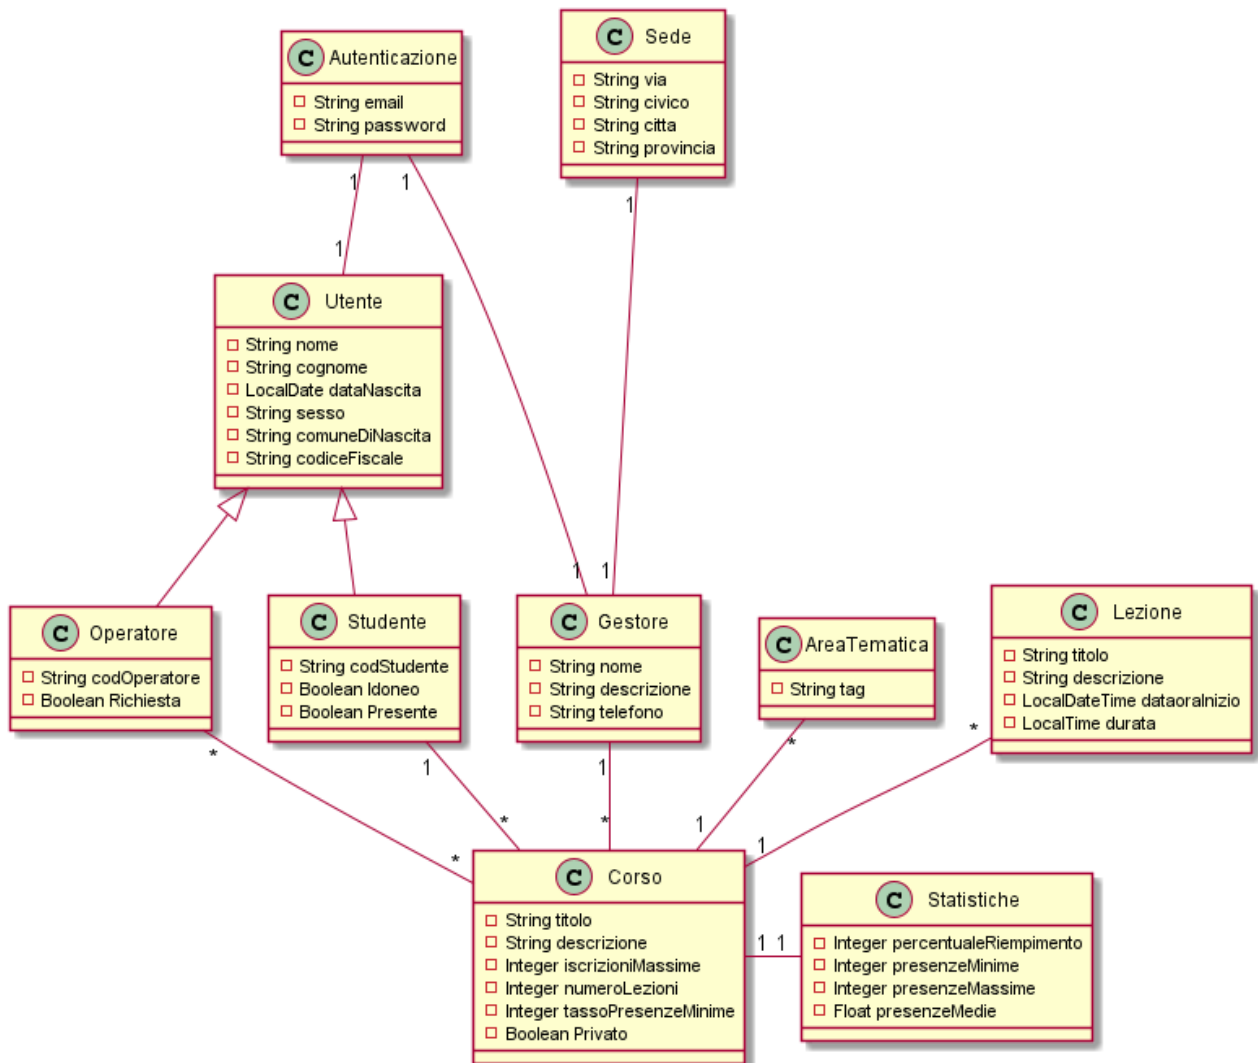 C Autenticazione
String email
String password
C Sede
String via
String civico
String citta
String provincia
1
1
1
1
C Utente
String nome
String cognome
LocalDate dataNascita
String sesso
String comuneDiNascita
String codiceFiscale
1
1
C Operatore
String codOperatore
Boolean Richiesta
C Studente
String codStudente
Boolean Idoneo
Boolean Presente
C Gestore
String nome
String descrizione
String telefono
C AreaTematica
String tag
C Lezione
String titolo
String descrizione
LocalDateTime dataoraInizio
LocalTime durata
*
1
1
*
*
*
*
*
1
1
C Corso
String titolo
String descrizione
Integer iscrizioniMassime
Integer numeroLezioni
Integer tassoPresenzeMinime
Boolean Privato
1 1
C Statistiche
Integer percentualeRiempimento
Integer presenzeMinime
Integer presenzeMassime
Float presenzeMedie